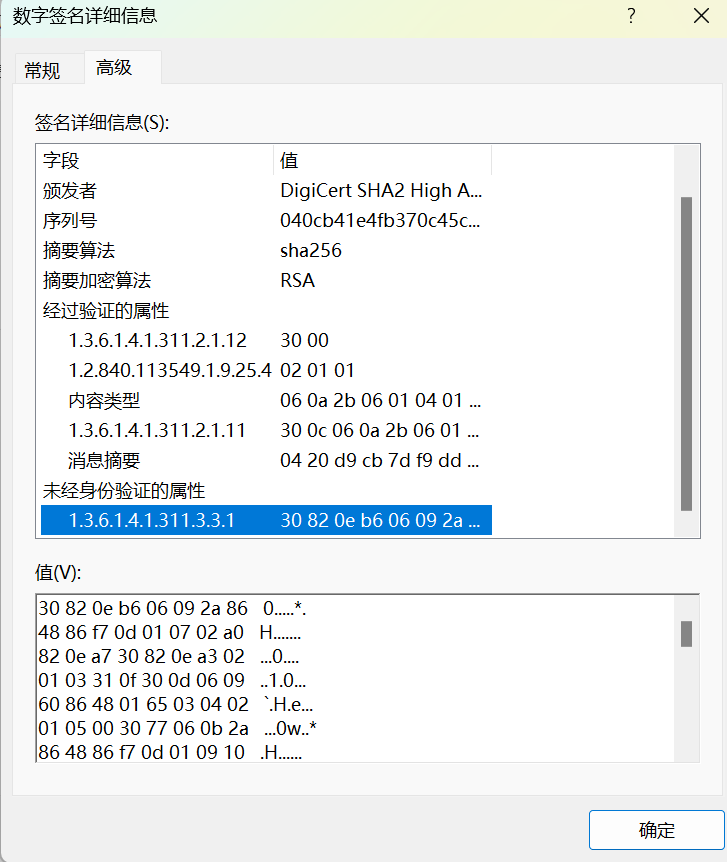 数字签名详细信息 ? ×
常规 高级
签名详细信息(S):
字段 值
颁发者 DigiCert SHA2 High A...
序列号 040cb41e4fb370c45c...
摘要算法 sha256
摘要加密算法 RSA
经过验证的属性
1.3.6.1.4.1.311.2.1.12 30 00
1.2.840.113549.1.9.25.4 02 01 01
内容类型 06 0a 2b 06 01 04 01 ...
1.3.6.1.4.1.311.2.1.11 30 0c 06 0a 2b 06 01 ...
消息摘要 04 20 d9 cb 7d f9 dd ...
未经身份验证的属性
1.3.6.1.4.1.311.3.3.1 30 82 0e b6 06 09 2a ...
值(V):
30 82 0e b6 06 09 2a 86 0.....*.
48 86 f7 0d 01 07 02 a0 H.......
82 0e a7 30 82 0e a3 02 ...0....
01 03 31 0f 30 0d 06 09 ..1.0...
60 86 48 01 65 03 04 02 `.H.e...
01 05 00 30 77 06 0b 2a ...0w..*
86 48 86 f7 0d 01 09 10 .H......
确定